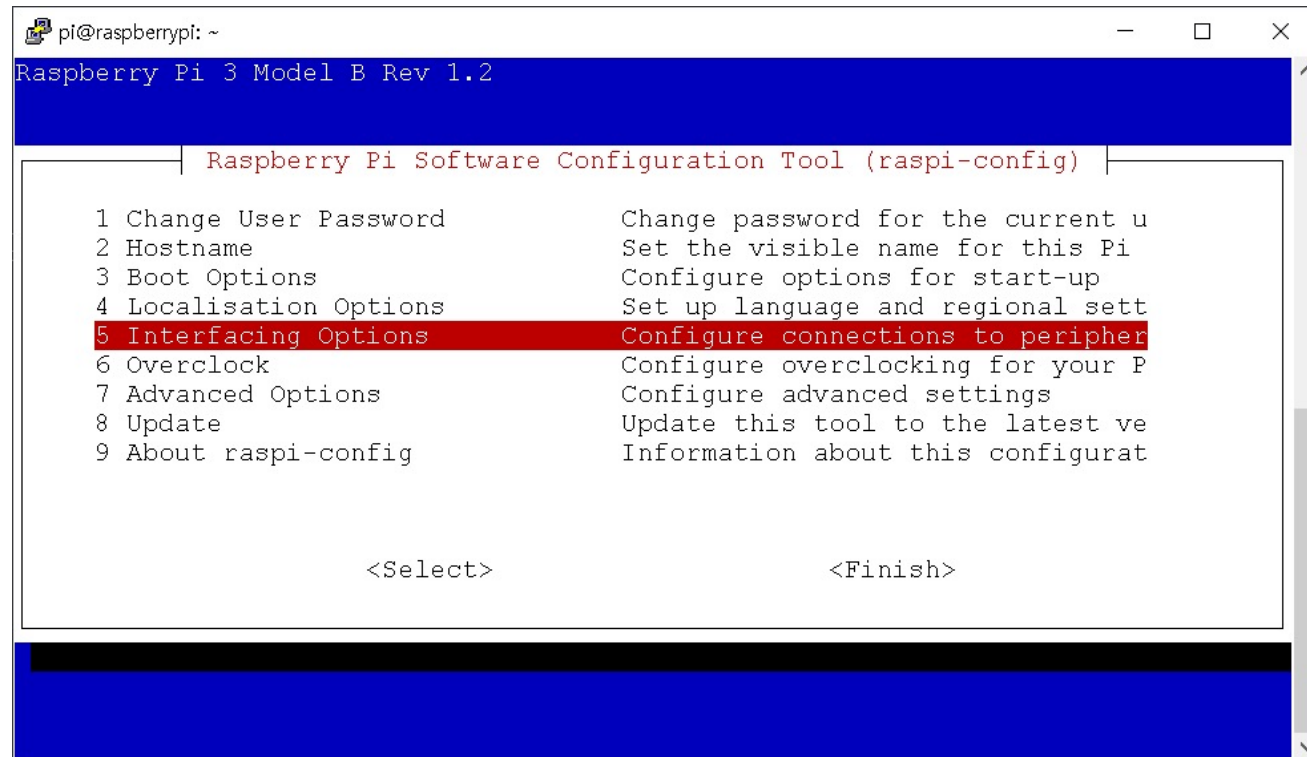 pi@raspberrypi: ~
Raspberry Pi 3 Model B Rev 1.2
Raspberry Pi Software Configuration Tool (raspi-config)
1 Change User Password Change password for the current u
2 Hostname Set the visible name for this Pi
3 Boot Options Configure options for start-up
4 Localisation Options Set up language and regional sett
5 Interfacing Options Configure connections to peripher
6 Overclock Configure overclocking for your P
7 Advanced Options Configure advanced settings
8 Update Update this tool to the latest ve
9 About raspi-config Information about this configurat
<Select> <Finish>